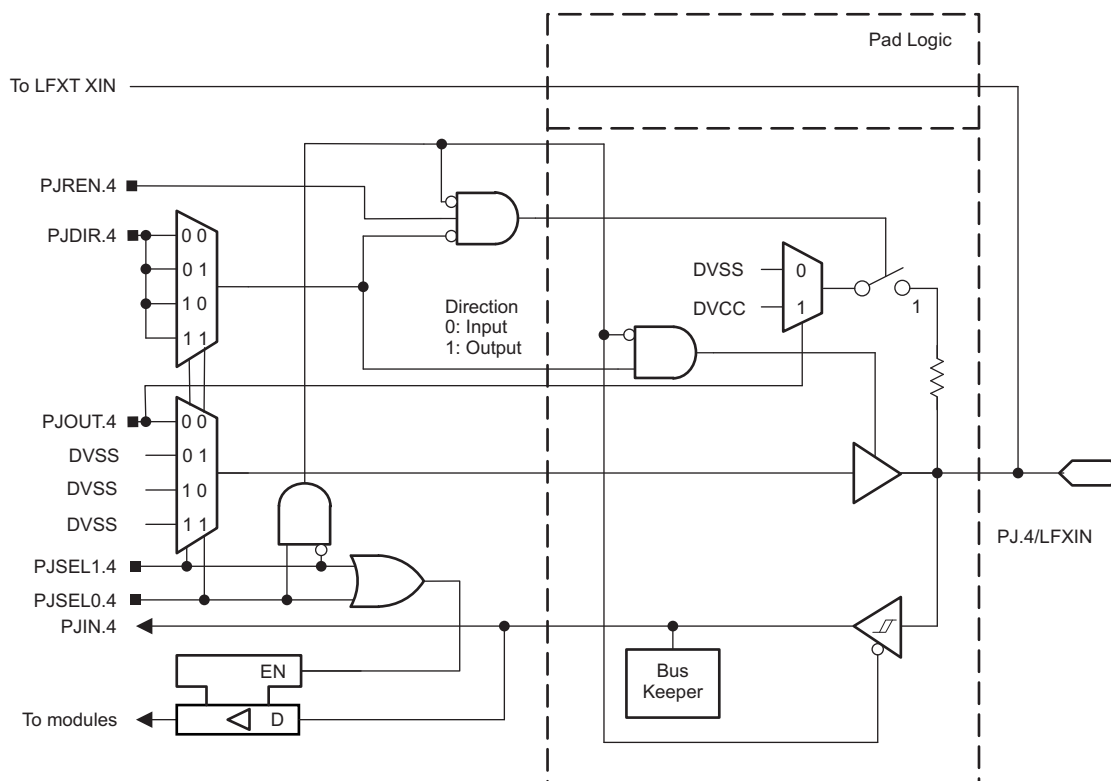 Pad Logic
To LFXT XIN
PJREN.4
PJDIR.4
0 0
0 1
1 0
1 1
Direction
0: Input
1: Output
DVSS
0
DVCC
1
1
PJOUT.4
0 0
DVSS
0 1
DVSS
1 0
DVSS
1 1
PJ.4/LFXIN
PJSEL1.4
PJSEL0.4
PJIN.4
EN
D
To modules
Bus
Keeper